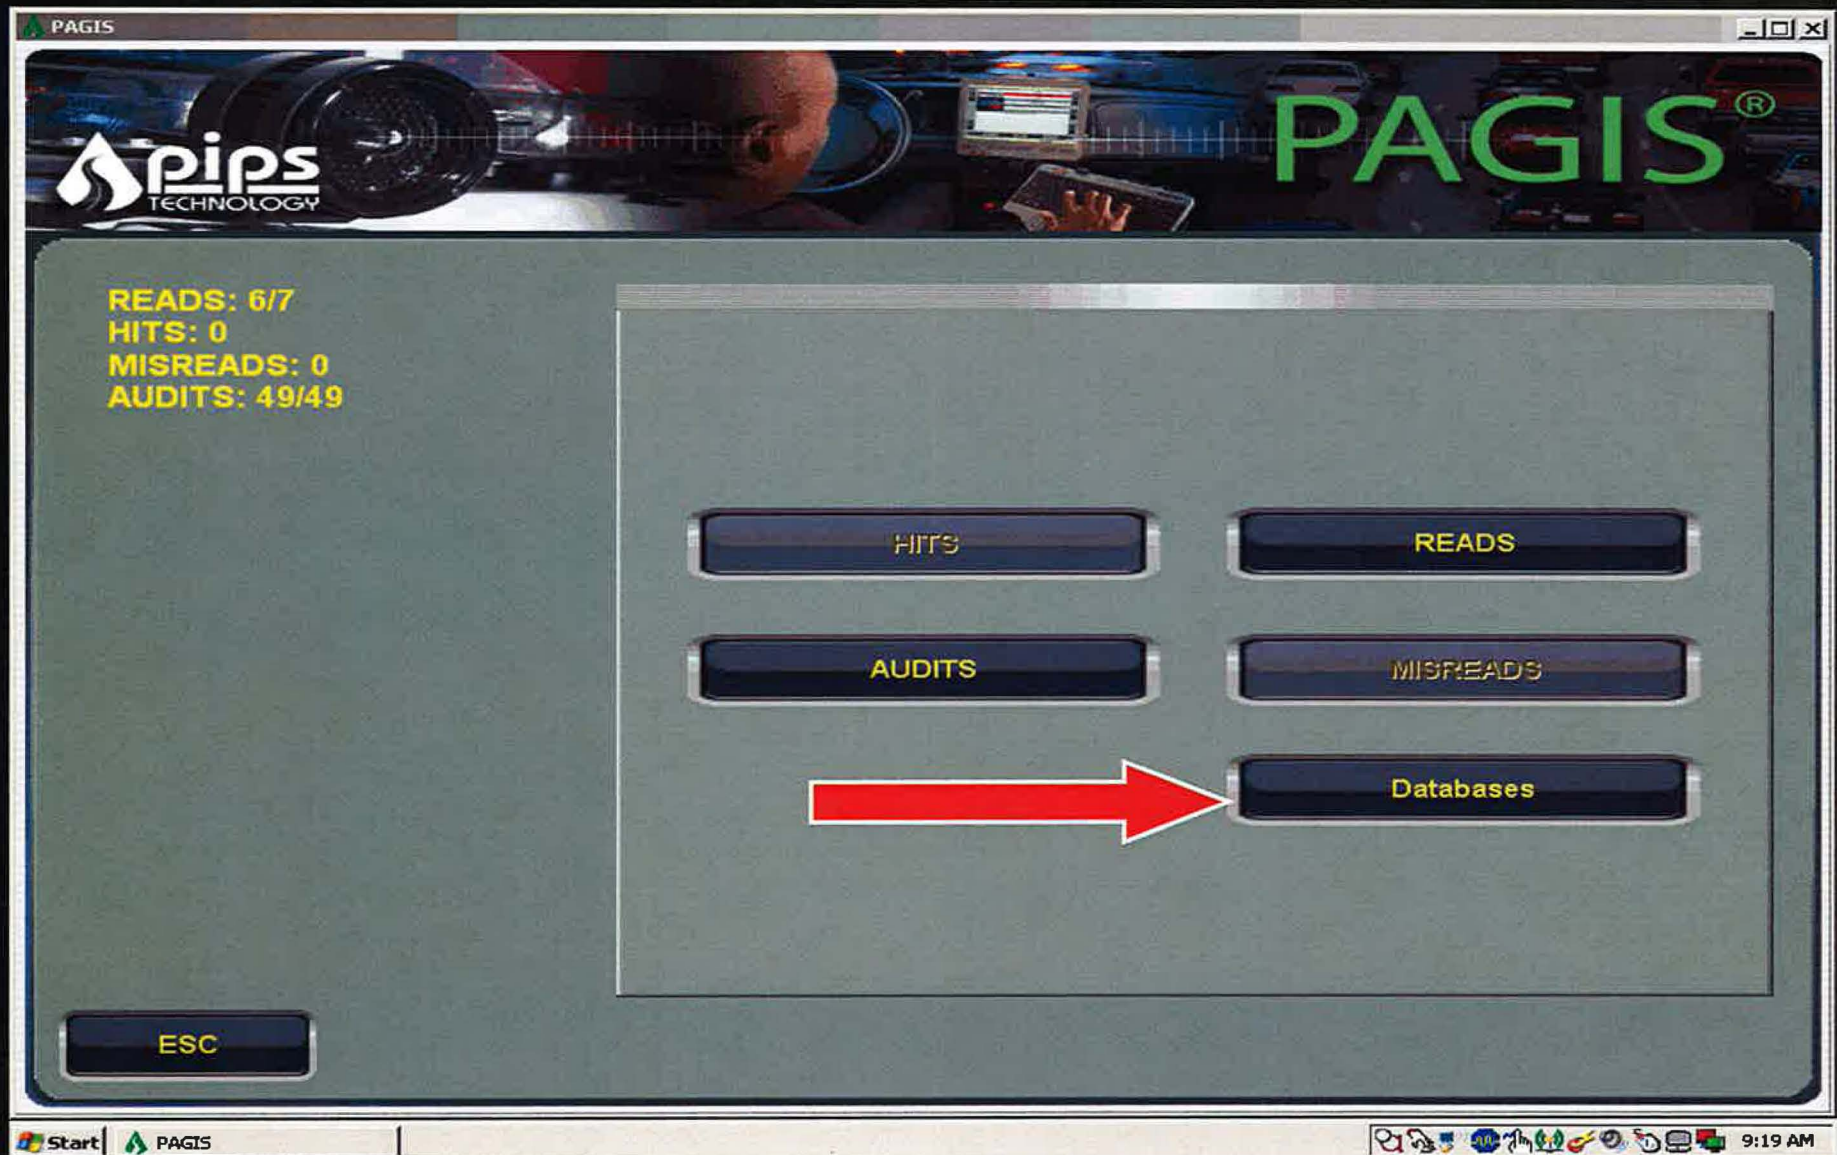 PAGIS
pips
TECHNOLOGY
PAGIS®
READS: 6/7
HITS: 0
MISREADS: 0
AUDITS: 49/49
HITS
READS
AUDITS
MISREADS
Databases
ESC
Start
PAGIS
9:19 AM